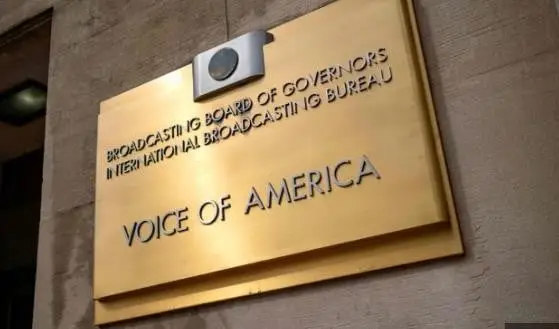 BROADCASTING BOARD OF GOVERNORS
INTERNATIONAL BROADCASTING BUREAU
VOICE OF AMERICA